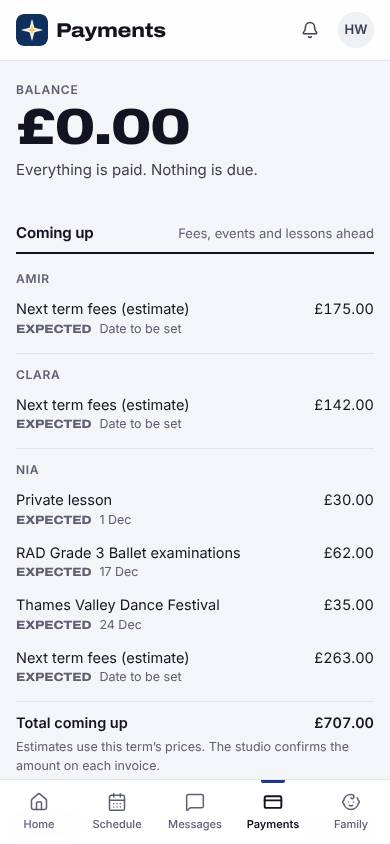 Payments
HW
BALANCE
£0.00
Everything is paid. Nothing is due.
Coming up
Fees, events and lessons ahead
AMIR
Next term fees (estimate) £175.00
EXPECTED Date to be set
CLARA
Next term fees (estimate) £142.00
EXPECTED Date to be set
NIA
Private lesson £30.00
EXPECTED 1 Dec
RAD Grade 3 Ballet examinations £62.00
EXPECTED 17 Dec
Thames Valley Dance Festival £35.00
EXPECTED 24 Dec
Next term fees (estimate) £263.00
EXPECTED Date to be set
Total coming up £707.00
Estimates use this term's prices. The studio confirms the
amount on each invoice.
Home Schedule Messages Payments Family